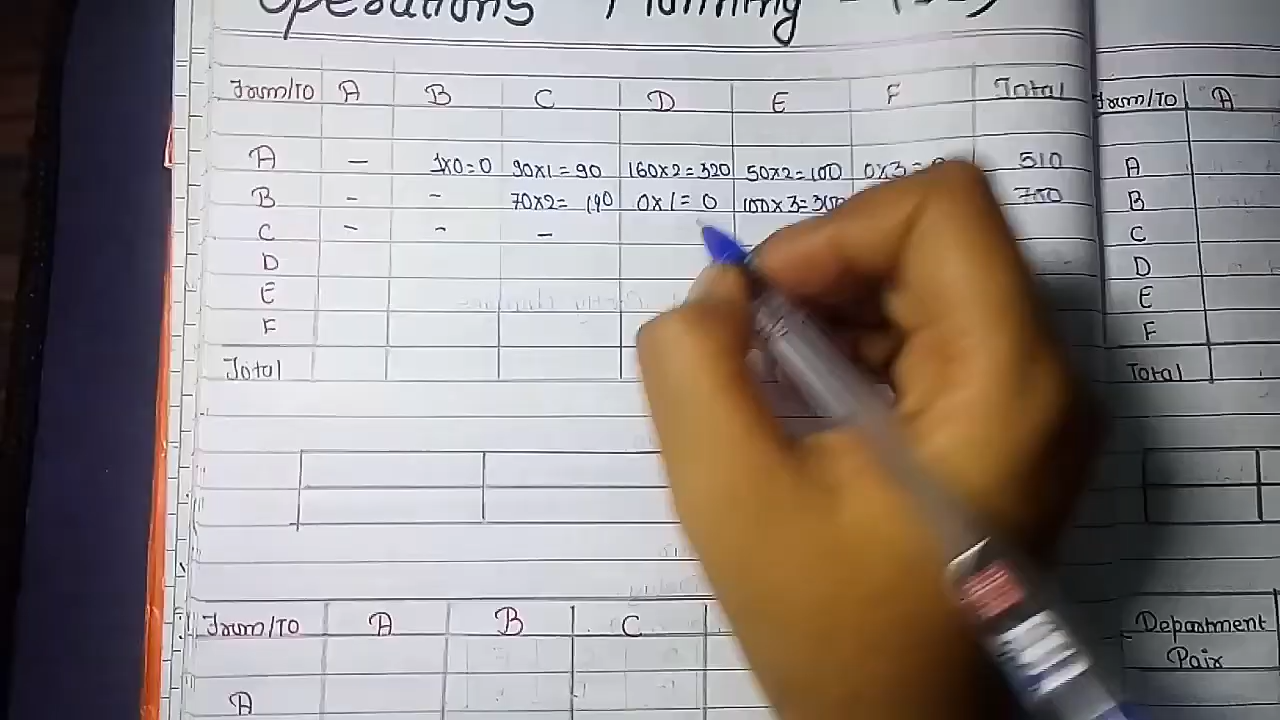 Operations Planning
From/To A B C D E F Total From/To A
A - 1x0=0 90x1=90 160x2=320 50x2=100 0x3= 510 A
B - - 70x2= 140 0x1=0 100x3=300 700 B
C - - - C
D D
E E
F F
Total Total
From/To A B C Department
Pair
A